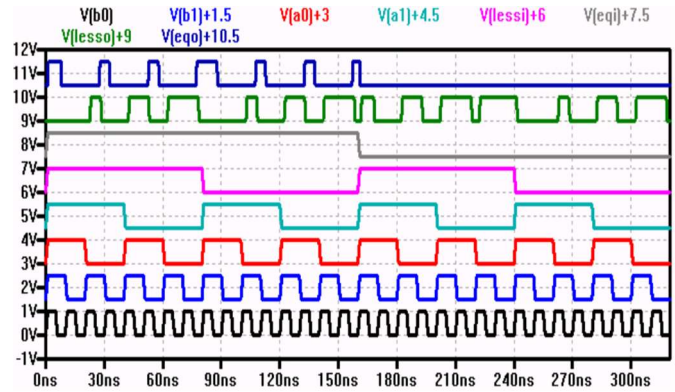 V(b0) V(b1)+1.5 V(a0)+3 V(a1)+4.5 V(lessi)+6 V(eqi)+7.5
V(lesso)+9 V(eqo)+10.5
12V
11V
10V
9V
8V
7V
6V
5V
4V
3V
2V
1V
0V
-1V
0ns 30ns 60ns 90ns 120ns 150ns 180ns 210ns 240ns 270ns 300ns